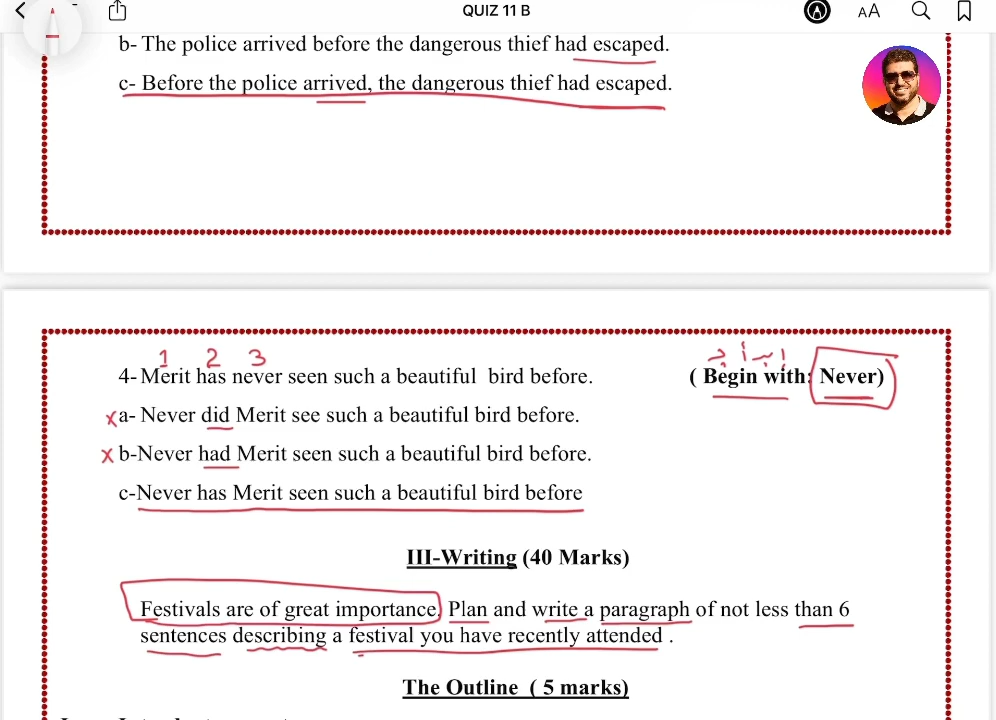 QUIZ 11 B
AA
b- The police arrived before the dangerous thief had escaped.
c- Before the police arrived, the dangerous thief had escaped.
1 2 3
4-Merit has never seen such a beautiful bird before. ( Begin with: Never)
x a- Never did Merit see such a beautiful bird before.
x b-Never had Merit seen such a beautiful bird before.
c-Never has Merit seen such a beautiful bird before
III-Writing (40 Marks)
Festivals are of great importance. Plan and write a paragraph of not less than 6
sentences describing a festival you have recently attended .
The Outline ( 5 marks)